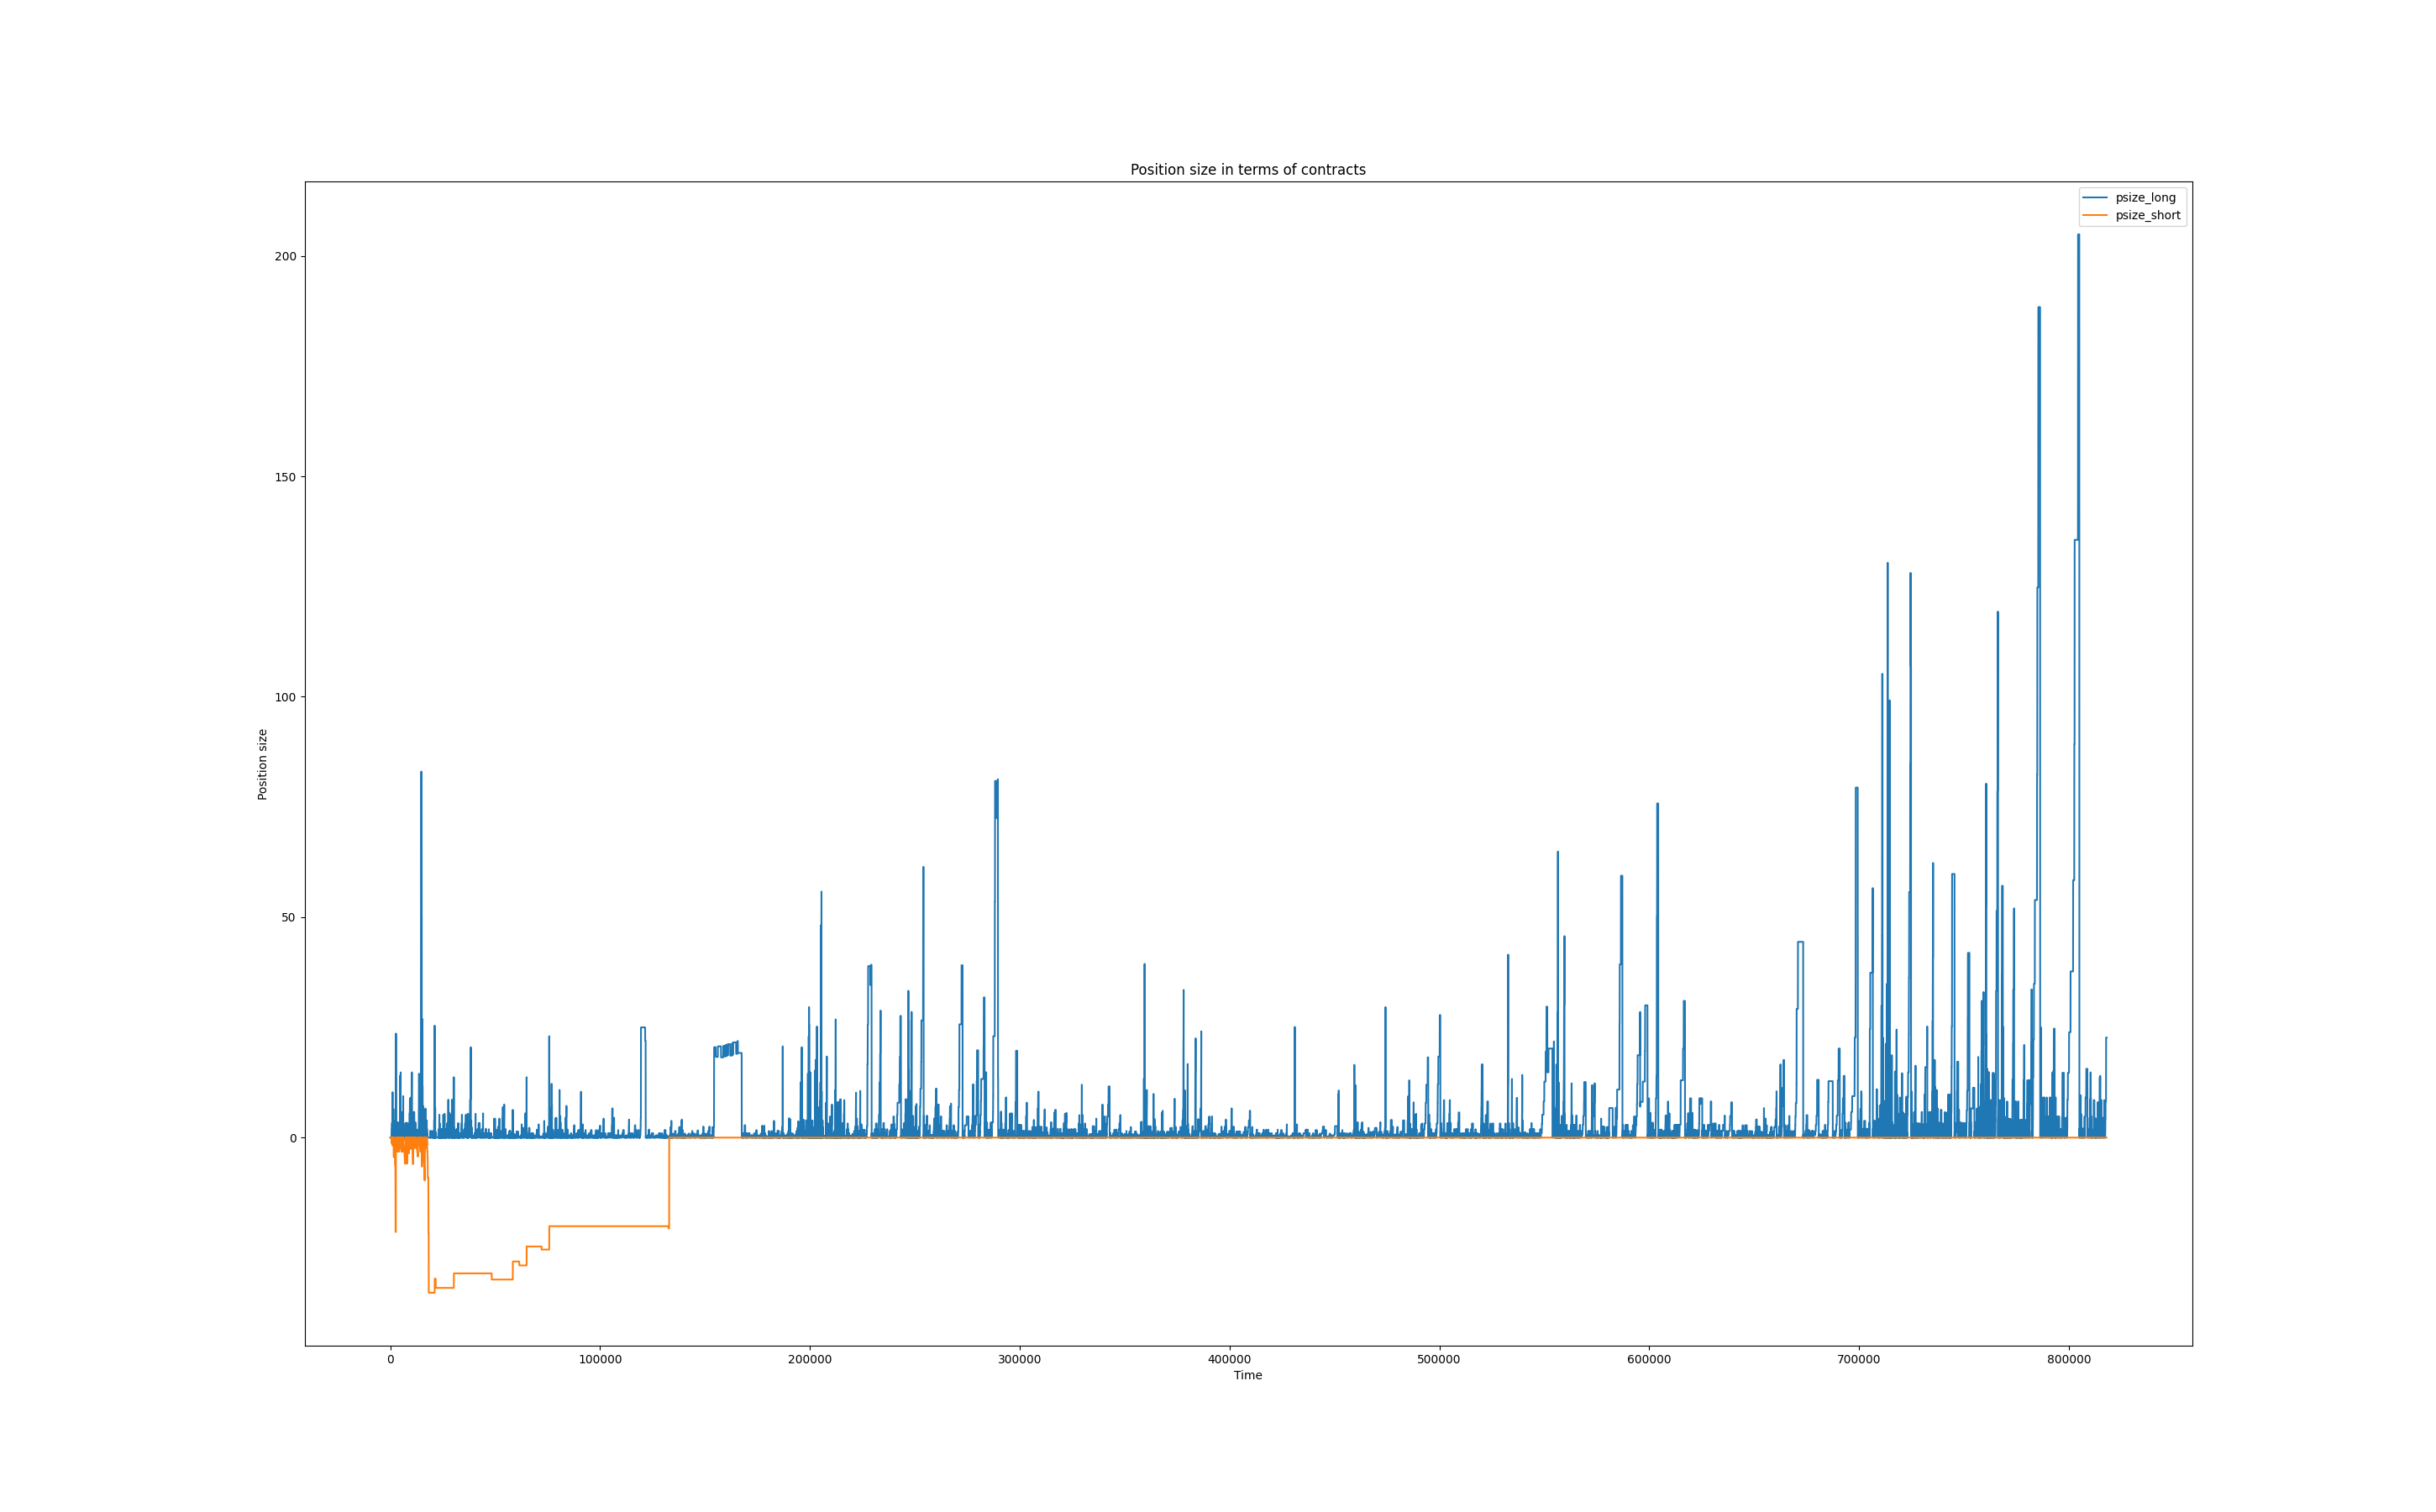 Position size in terms of contracts
psize_long
psize_short
200
150
100
50
0
Position size
0 100000 200000 300000 400000 500000 600000 700000 800000
Time